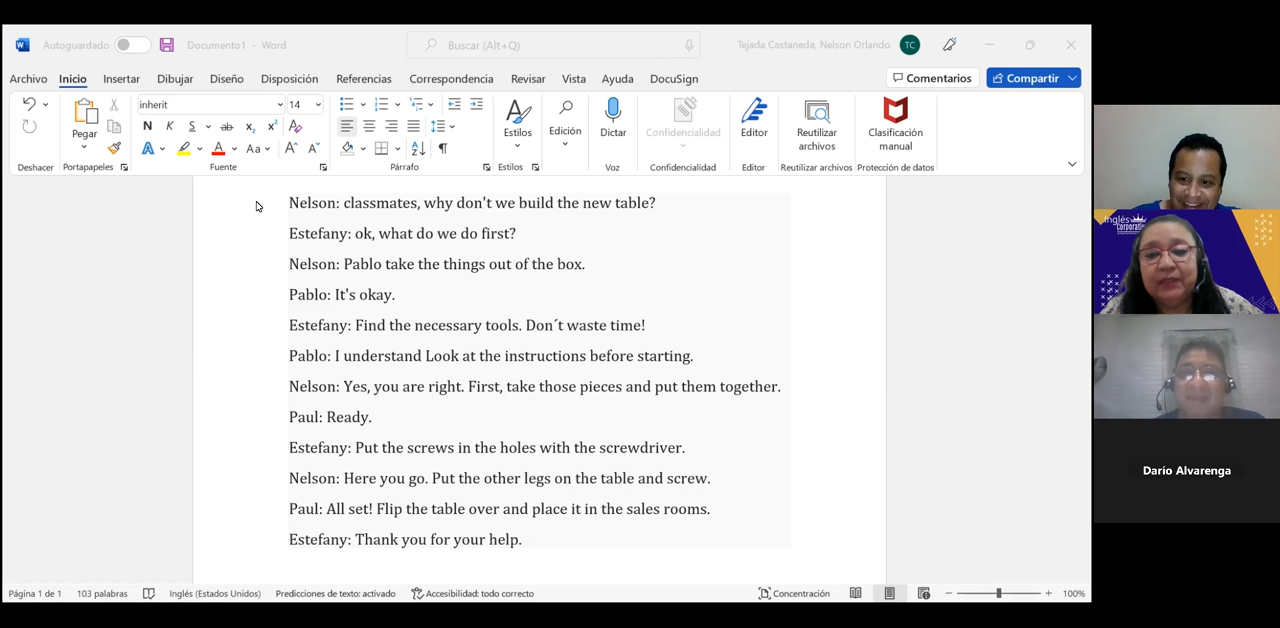 Autoguardado
Documento1 - Word
Buscar (Alt+Q)
Tejada Castaneda, Nelson Orlando
TC
Archivo Inicio Insertar Dibujar Diseño Disposición Referencias Correspondencia Revisar Vista Ayuda DocuSign
Comentarios
Compartir
inherit 14
Pegar
N K S ab x₂ x²
A A Aa A A
Estilos Edición Dictar Confidencialidad Editor Reutilizar archivos Clasificación manual
Deshacer Portapapeles Fuente Párrafo Estilos Voz Confidencialidad Editor Reutilizar archivos Protección de datos
Nelson: classmates, why don't we build the new table?
Estefany: ok, what do we do first?
Nelson: Pablo take the things out of the box.
Pablo: It's okay.
Estefany: Find the necessary tools. Don´t waste time!
Pablo: I understand Look at the instructions before starting.
Nelson: Yes, you are right. First, take those pieces and put them together.
Paul: Ready.
Estefany: Put the screws in the holes with the screwdriver.
Nelson: Here you go. Put the other legs on the table and screw.
Paul: All set! Flip the table over and place it in the sales rooms.
Estefany: Thank you for your help.
Página 1 de 1 103 palabras Inglés (Estados Unidos) Predicciones de texto: activado Accesibilidad: todo correcto Concentración 100%
Inglés
Corporativo
Darío Alvarenga